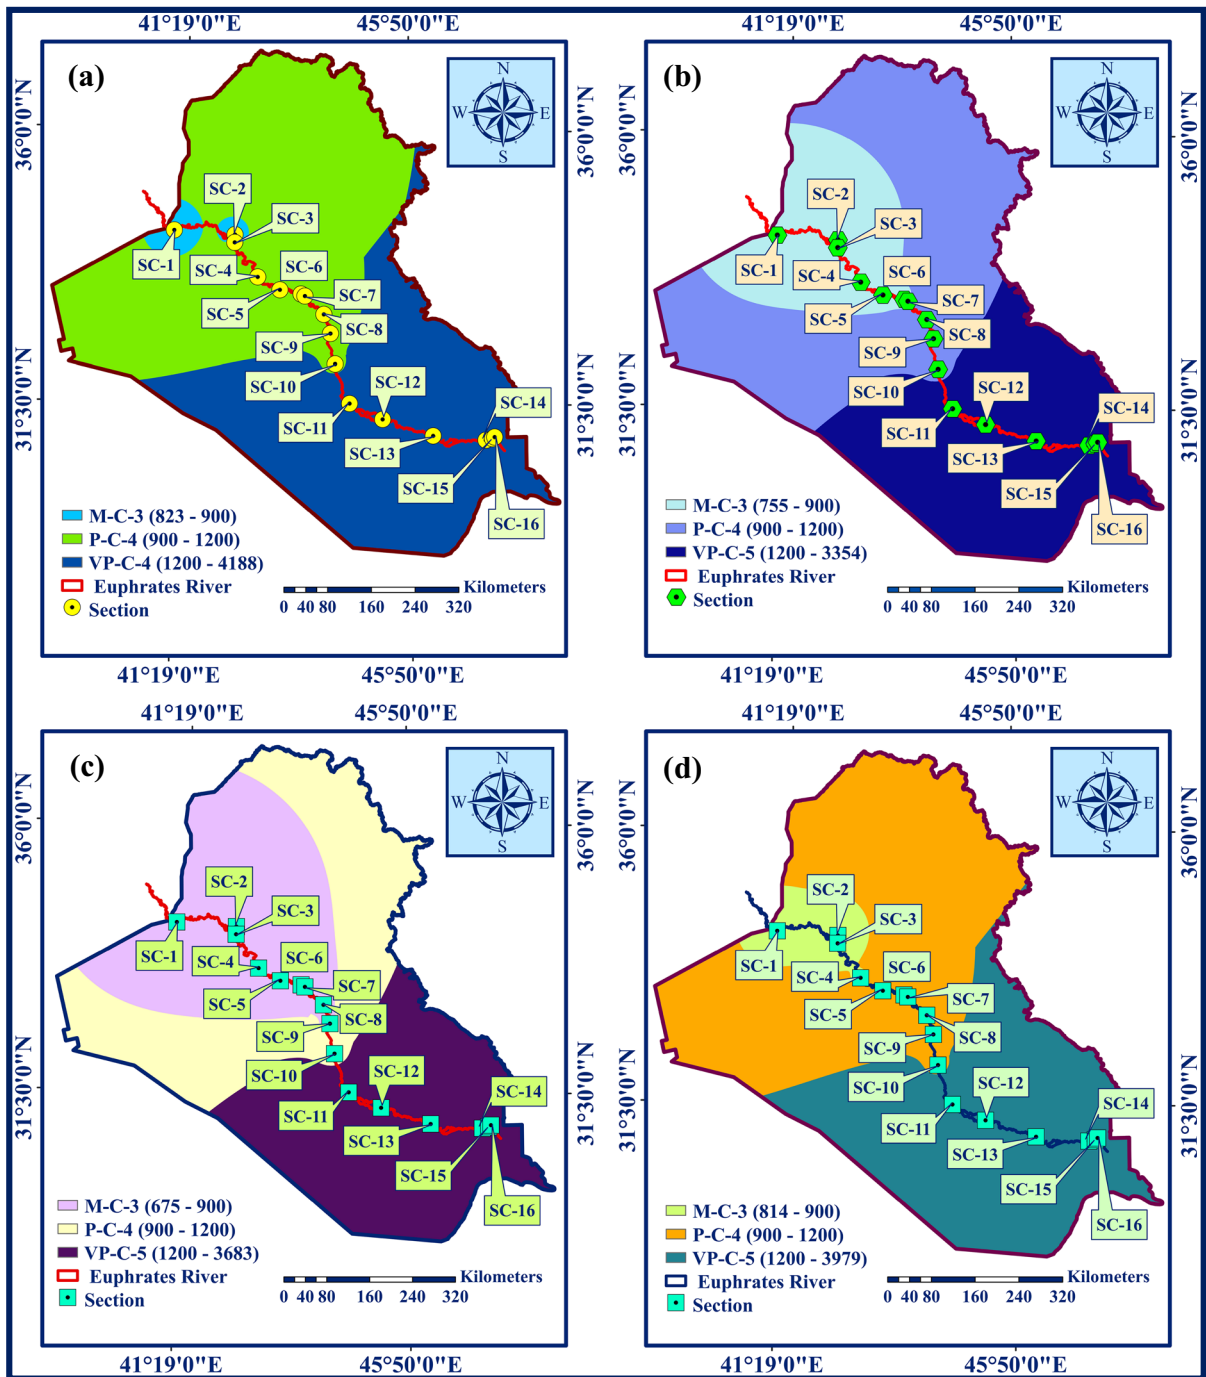 41°19'0"E 45°50'0"E 41°19'0"E 45°50'0"E
(a)
N
W E
S
36°0'0"N
31°30'0"N
SC-2
SC-3
SC-1
SC-4
SC-6
SC-5
SC-7
SC-8
SC-9
SC-10
SC-12
SC-11
SC-14
SC-13
SC-15
SC-16
M-C-3 (823 - 900)
P-C-4 (900 - 1200)
VP-C-4 (1200 - 4188)
Euphrates River
Section
Kilometers
0 40 80 160 240 320
36°0'0"N
31°30'0"N
41°19'0"E 45°50'0"E
(b)
N
W E
S
SC-2
SC-3
SC-1
SC-4
SC-6
SC-5
SC-7
SC-8
SC-9
SC-10
SC-12
SC-11
SC-14
SC-13
SC-15
SC-16
M-C-3 (755 - 900)
P-C-4 (900 - 1200)
VP-C-5 (1200 - 3354)
Euphrates River
Section
Kilometers
0 40 80 160 240 320
36°0'0"N
31°30'0"N
41°19'0"E 45°50'0"E
41°19'0"E 45°50'0"E 41°19'0"E 45°50'0"E
(c)
N
W E
S
36°0'0"N
31°30'0"N
SC-2
SC-3
SC-1
SC-4
SC-6
SC-5
SC-7
SC-8
SC-9
SC-10
SC-12
SC-11
SC-14
SC-13
SC-15
SC-16
M-C-3 (675 - 900)
P-C-4 (900 - 1200)
VP-C-5 (1200 - 3683)
Euphrates River
Section
Kilometers
0 40 80 160 240 320
36°0'0"N
31°30'0"N
41°19'0"E 45°50'0"E
(d)
N
W E
S
SC-2
SC-3
SC-1
SC-4
SC-6
SC-5
SC-7
SC-8
SC-9
SC-10
SC-12
SC-11
SC-14
SC-13
SC-15
SC-16
M-C-3 (814 - 900)
P-C-4 (900 - 1200)
VP-C-5 (1200 - 3979)
Euphrates River
Section
Kilometers
0 40 80 160 240 320
36°0'0"N
31°30'0"N
41°19'0"E 45°50'0"E